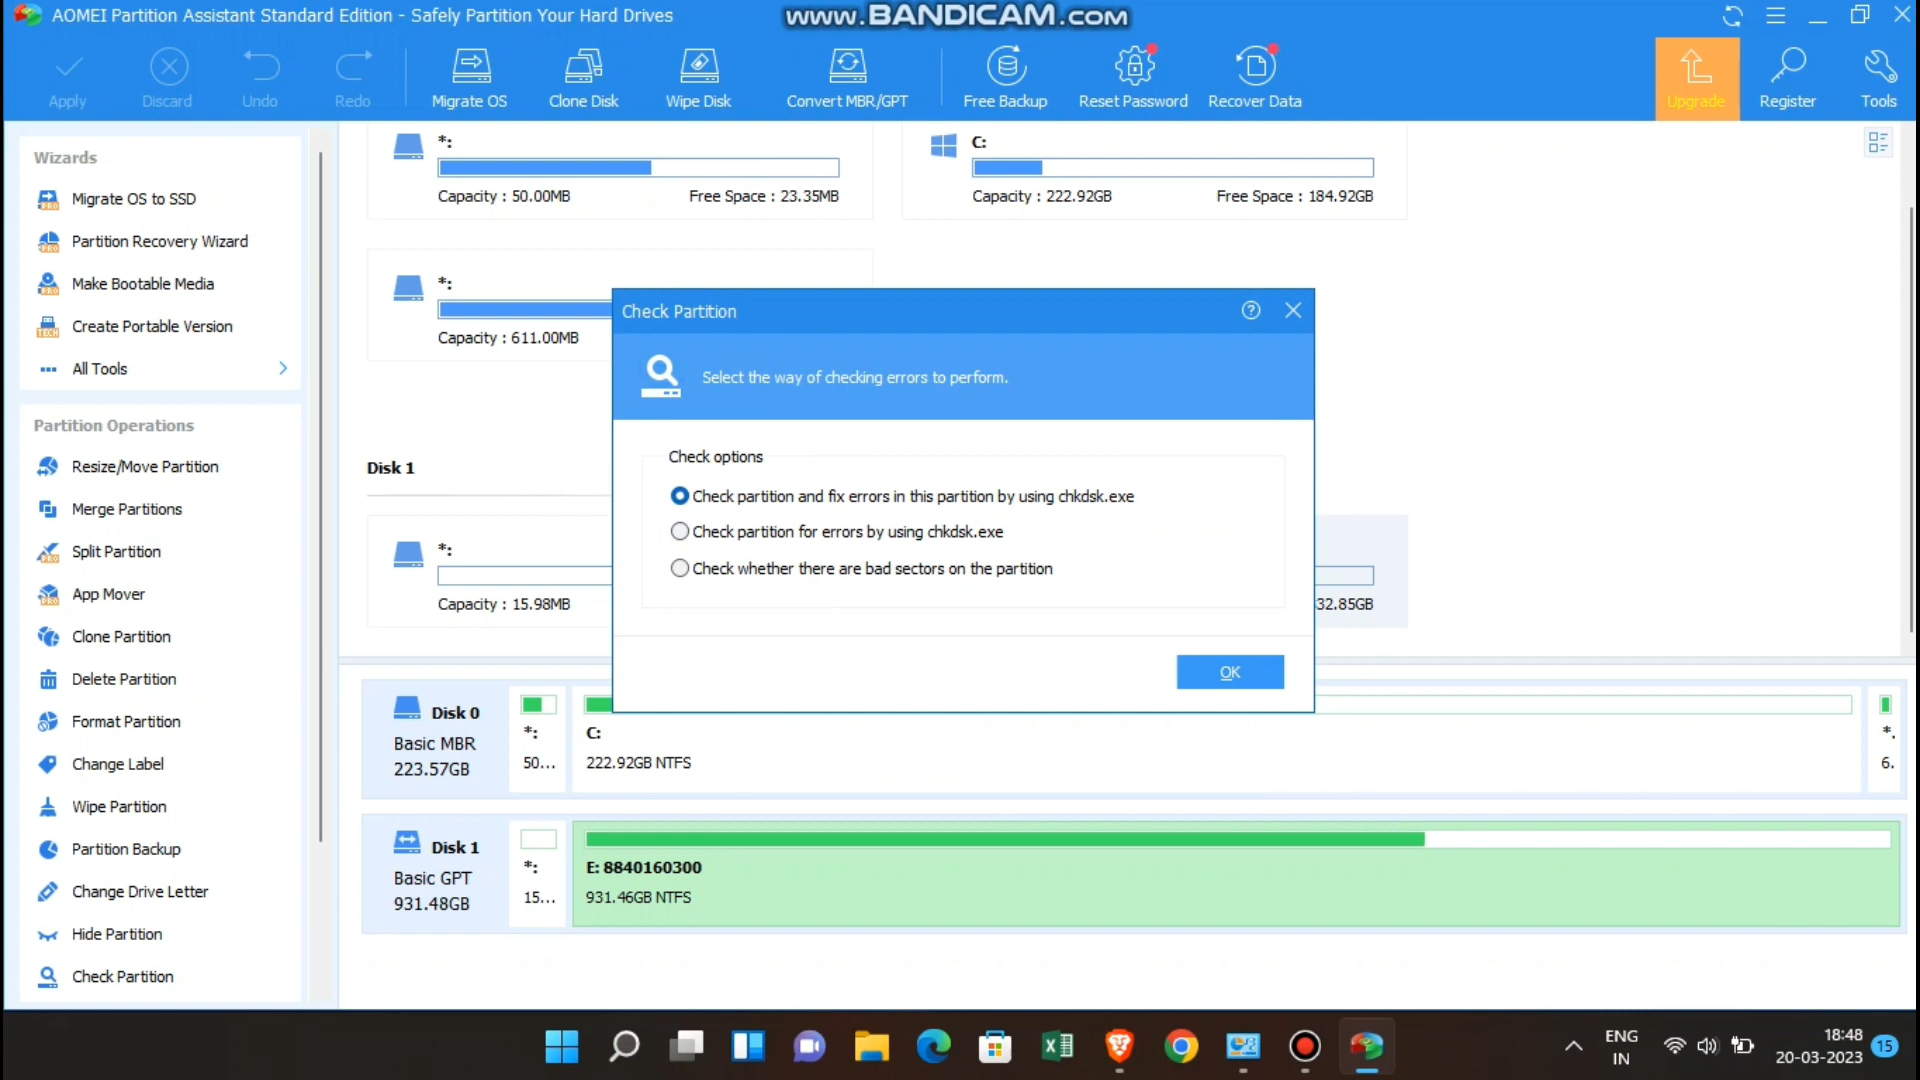 AOMEI Partition Assistant Standard Edition - Safely Partition Your Hard Drives
www.BANDICAM.com
Apply
Discard
Undo
Redo
Migrate OS
Clone Disk
Wipe Disk
Convert MBR/GPT
Free Backup
Reset Password
Recover Data
Upgrade
Register
Tools
Wizards
Migrate OS to SSD
Partition Recovery Wizard
Make Bootable Media
Create Portable Version
All Tools
Partition Operations
Resize/Move Partition
Merge Partitions
Split Partition
App Mover
Clone Partition
Delete Partition
Format Partition
Change Label
Wipe Partition
Partition Backup
Change Drive Letter
Hide Partition
Check Partition
*:
Capacity : 50.00MB
Free Space : 23.35MB
C:
Capacity : 222.92GB
Free Space : 184.92GB
*:
Capacity : 611.00MB
Disk 1
*:
Capacity : 15.98MB
32.85GB
Check Partition
Select the way of checking errors to perform.
Check options
Check partition and fix errors in this partition by using chkdsk.exe
Check partition for errors by using chkdsk.exe
Check whether there are bad sectors on the partition
OK
Disk 0
Basic MBR
223.57GB
*:
50...
C:
222.92GB NTFS
*.
6.
Disk 1
Basic GPT
931.48GB
*:
15...
E: 8840160300
931.46GB NTFS
ENG
IN
18:48
20-03-2023
15